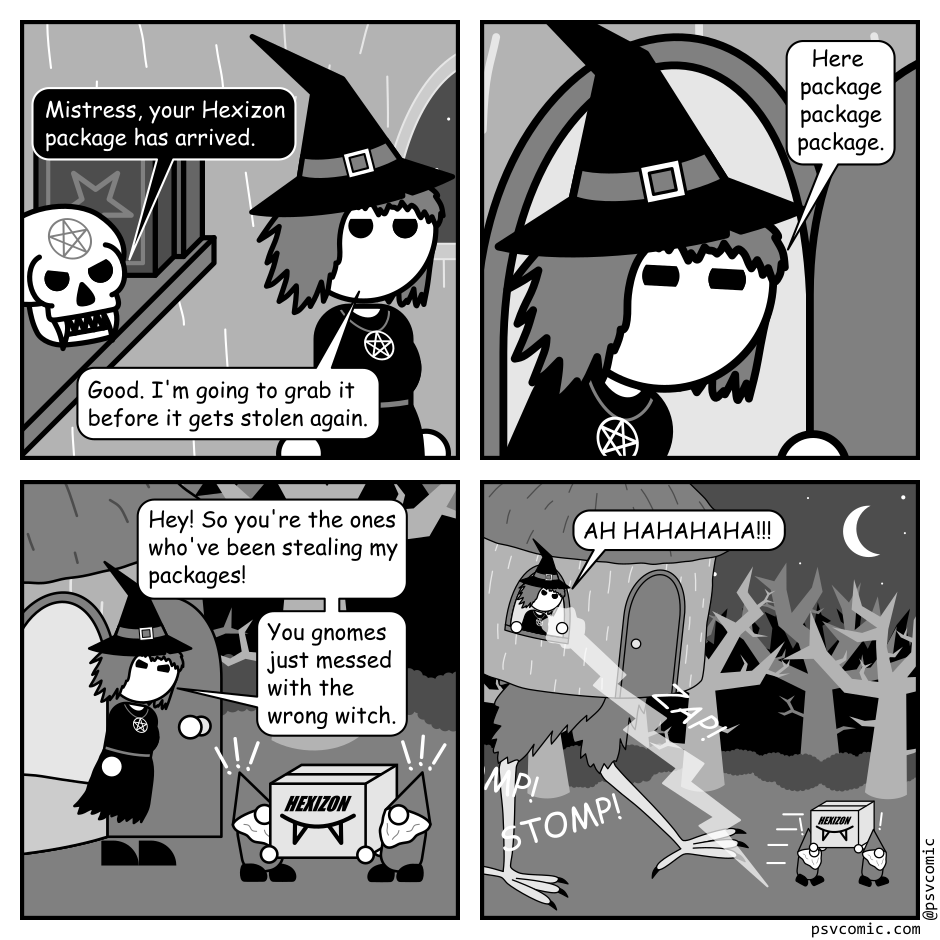 Mistress, your Hexizon
package has arrived.
Good. I'm going to grab it
before it gets stolen again.
Here
package
package
package.
Hey! So you're the ones
who've been stealing my
packages!
You gnomes
just messed
with the
wrong witch.
HEXIZON
AH HAHAHAHA!!!
ZAP!
MP!
STOMP!
HEXIZON
@psvcomic
psvcomic.com